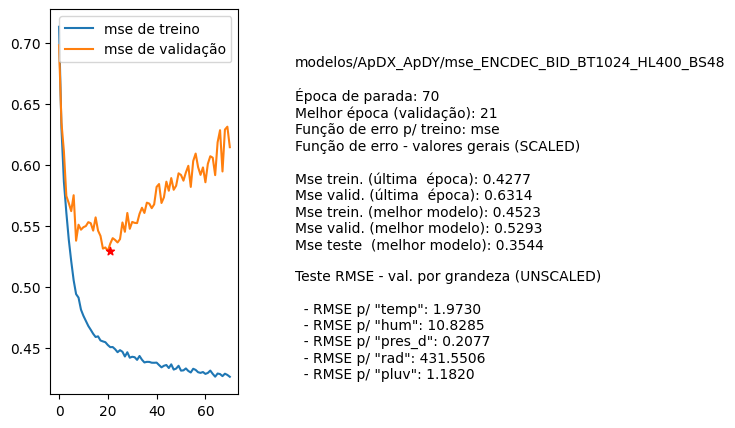 mse de treino
mse de validação
0.70
0.65
0.60
0.55
0.50
0.45
0
20
40
60
modelos/ApDX_ApDY/mse_ENCDEC_BID_BT1024_HL400_BS48
Época de parada: 70
Melhor época (validação): 21
Função de erro p/ treino: mse
Função de erro - valores gerais (SCALED)
Mse trein. (última  época): 0.4277
Mse valid. (última  época): 0.6314
Mse trein. (melhor modelo): 0.4523
Mse valid. (melhor modelo): 0.5293
Mse teste  (melhor modelo): 0.3544
Teste RMSE - val. por grandeza (UNSCALED)
- RMSE p/ "temp": 1.9730
- RMSE p/ "hum": 10.8285
- RMSE p/ "pres_d": 0.2077
- RMSE p/ "rad": 431.5506
- RMSE p/ "pluv": 1.1820